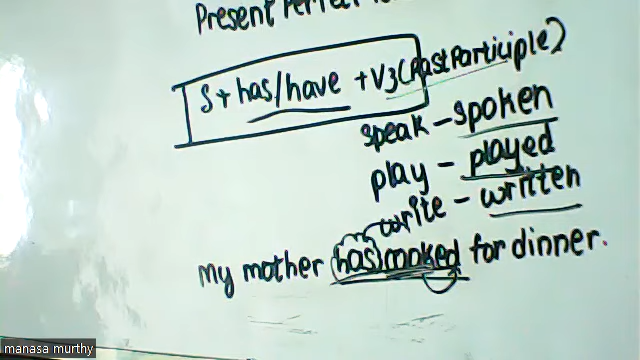 Present Perfect
S + has/have + V3 (Past Participle)
speak – spoken
play – played
write – written
my mother has cooked for dinner.
manasa murthy